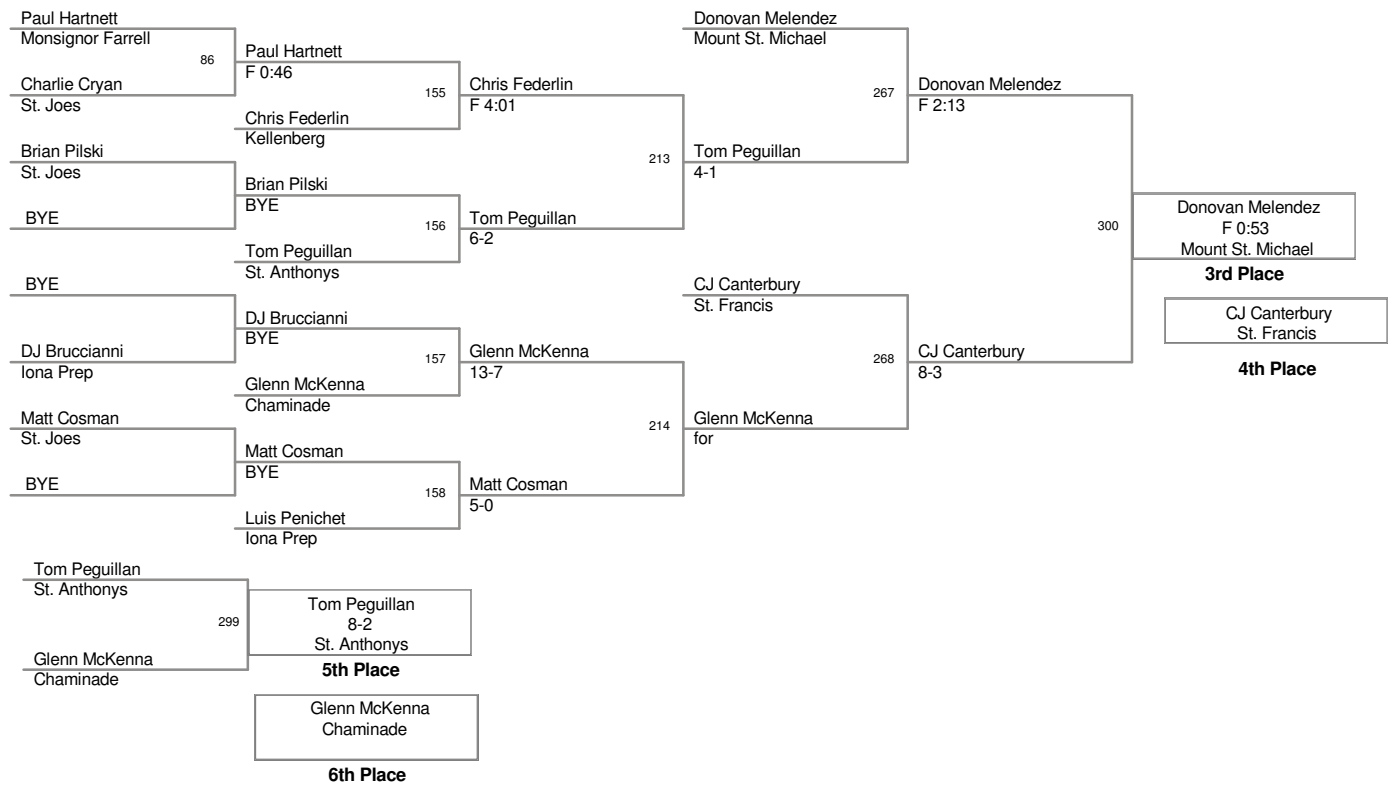 Paul Hartnett
Monsignor Farrell
86
Charlie Cryan
St. Joes
Brian Pilski
St. Joes
BYE
BYE
DJ Bruccianni
Iona Prep
Matt Cosman
St. Joes
BYE
Paul Hartnett
F 0:46
155
Chris Federlin
Kellenberg
Brian Pilski
BYE
156
Tom Peguillan
St. Anthonys
DJ Bruccianni
BYE
157
Glenn McKenna
Chaminade
Matt Cosman
BYE
158
Luis Penichet
Iona Prep
Chris Federlin
F 4:01
213
Tom Peguillan
6-2
Glenn McKenna
13-7
214
Matt Cosman
5-0
Donovan Melendez
Mount St. Michael
267
Tom Peguillan
4-1
CJ Canterbury
St. Francis
268
Glenn McKenna
for
Donovan Melendez
F 2:13
300
CJ Canterbury
8-3
Donovan Melendez
F 0:53
Mount St. Michael
3rd Place
CJ Canterbury
St. Francis
4th Place
Tom Peguillan
St. Anthonys
299
Glenn McKenna
Chaminade
Tom Peguillan
8-2
St. Anthonys
5th Place
Glenn McKenna
Chaminade
6th Place